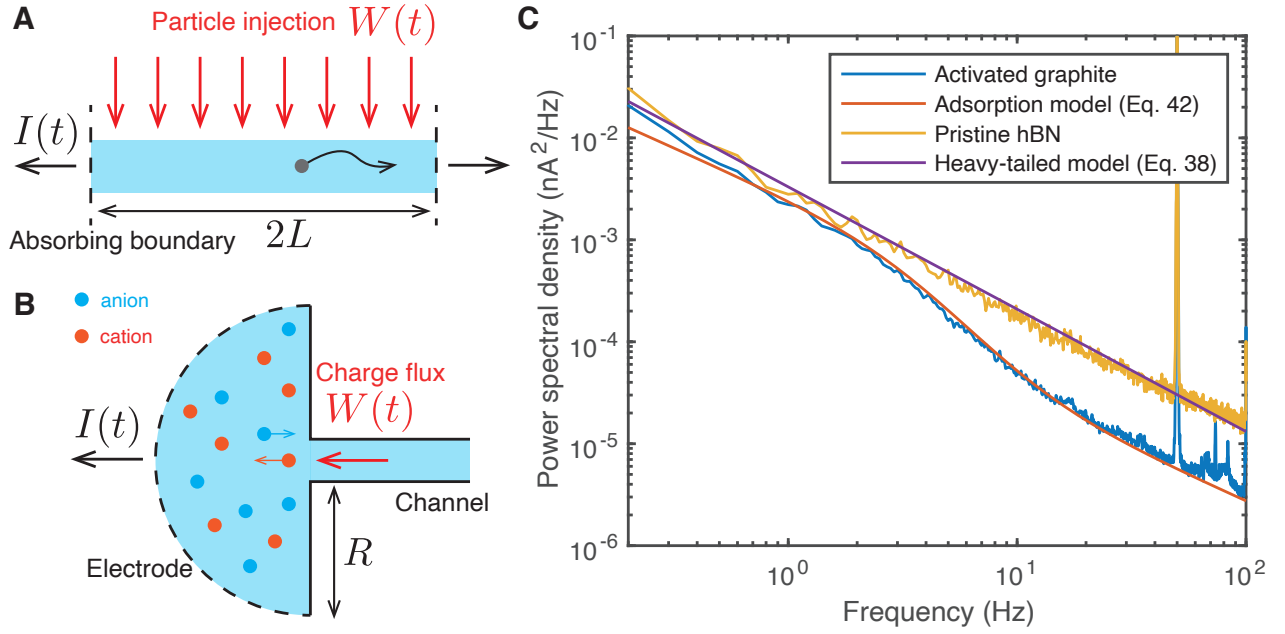 A
Particle injection W(t)
I(t)
Absorbing boundary
2L
B
anion
cation
Charge flux
W(t)
I(t)
Channel
R
Electrode
C
Activated graphite
Adsorption model (Eq. 42)
Pristine hBN
Heavy-tailed model (Eq. 38)
Power spectral density (nA²/Hz)
10⁻¹
10⁻²
10⁻³
10⁻⁴
10⁻⁵
10⁻⁶
10⁰ 10¹ 10²
Frequency (Hz)